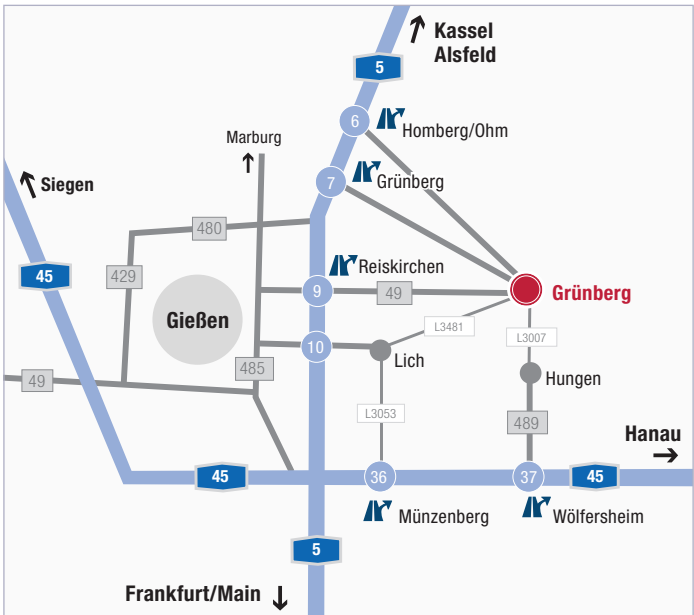 Kassel
Alsfeld
5
6
Homberg/Ohm
Marburg
7
Grünberg
Siegen
480
45
429
Reiskirchen
9
49
Grünberg
Gießen
L3481
L3007
10
Lich
485
49
Hungen
L3053
489
Hanau
45
36
37
45
Münzenberg
Wölfersheim
5
Frankfurt/Main